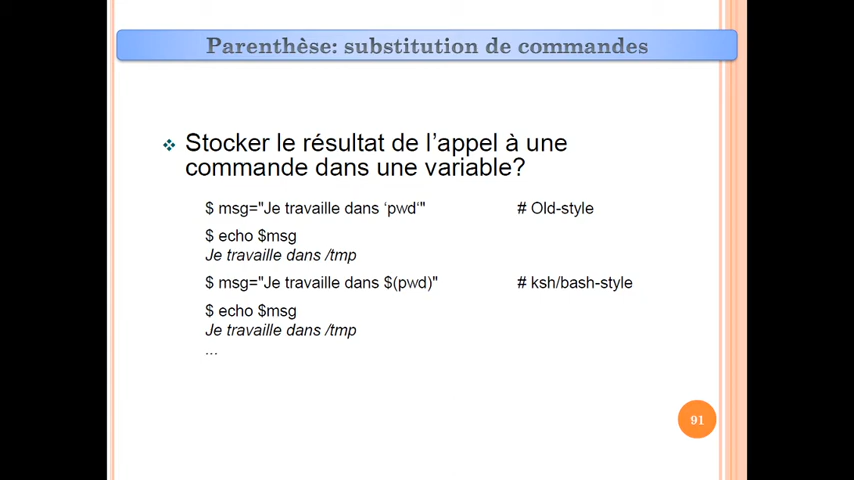 Parenthèse: substitution de commandes
❖ Stocker le résultat de l’appel à une
commande dans une variable?
$ msg="Je travaille dans ‘pwd‘" # Old-style
$ echo $msg
Je travaille dans /tmp
$ msg="Je travaille dans $(pwd)" # ksh/bash-style
$ echo $msg
Je travaille dans /tmp
...
91